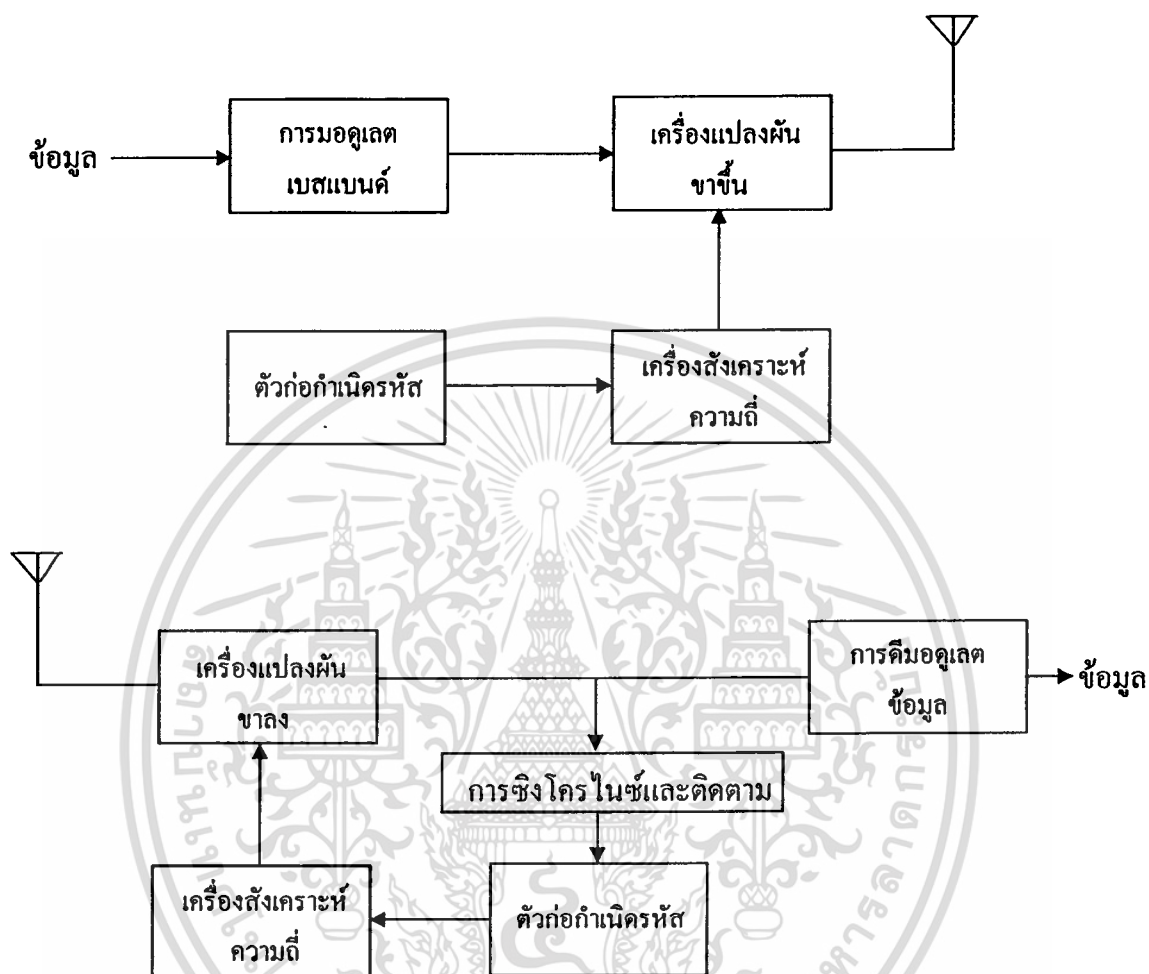 ข้อมูล
การมอดูเลต
เบสแบนด์
เครื่องแปลงผัน
ขาขึ้น
ตัวก่อกำเนิดรหัส
เครื่องสังเคราะห์
ความถี่
เครื่องแปลงผัน
ขาลง
การดีมอดูเลต
ข้อมูล
ข้อมูล
การซิงโครไนซ์และติดตาม
เครื่องสังเคราะห์
ความถี่
ตัวก่อกำเนิดรหัส